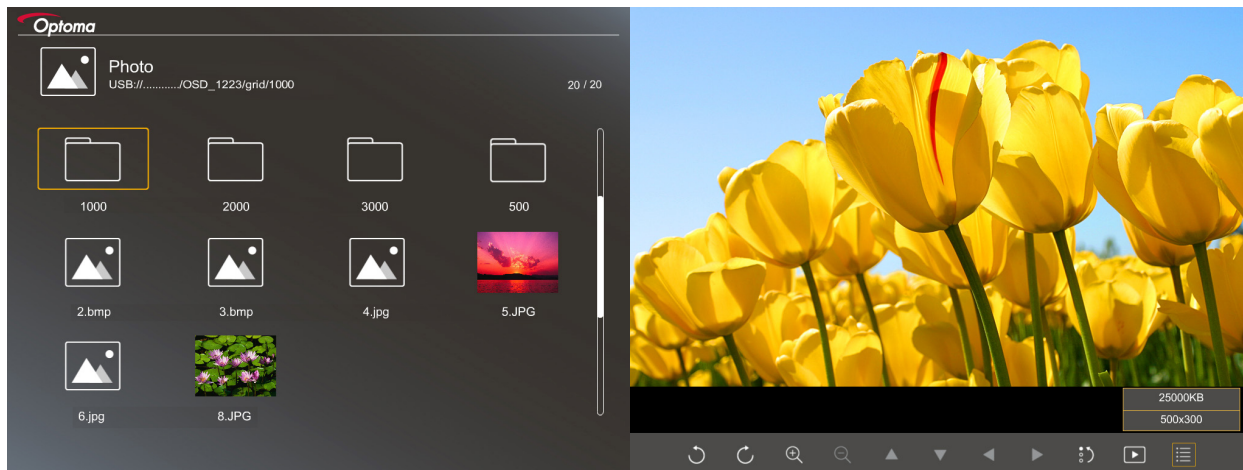 Optoma
Photo
USB://.........../OSD_1223/grid/1000
20 / 20
1000
2000
3000
500
2.bmp
3.bmp
4.jpg
5.JPG
6.jpg
8.JPG
25000KB
500x300